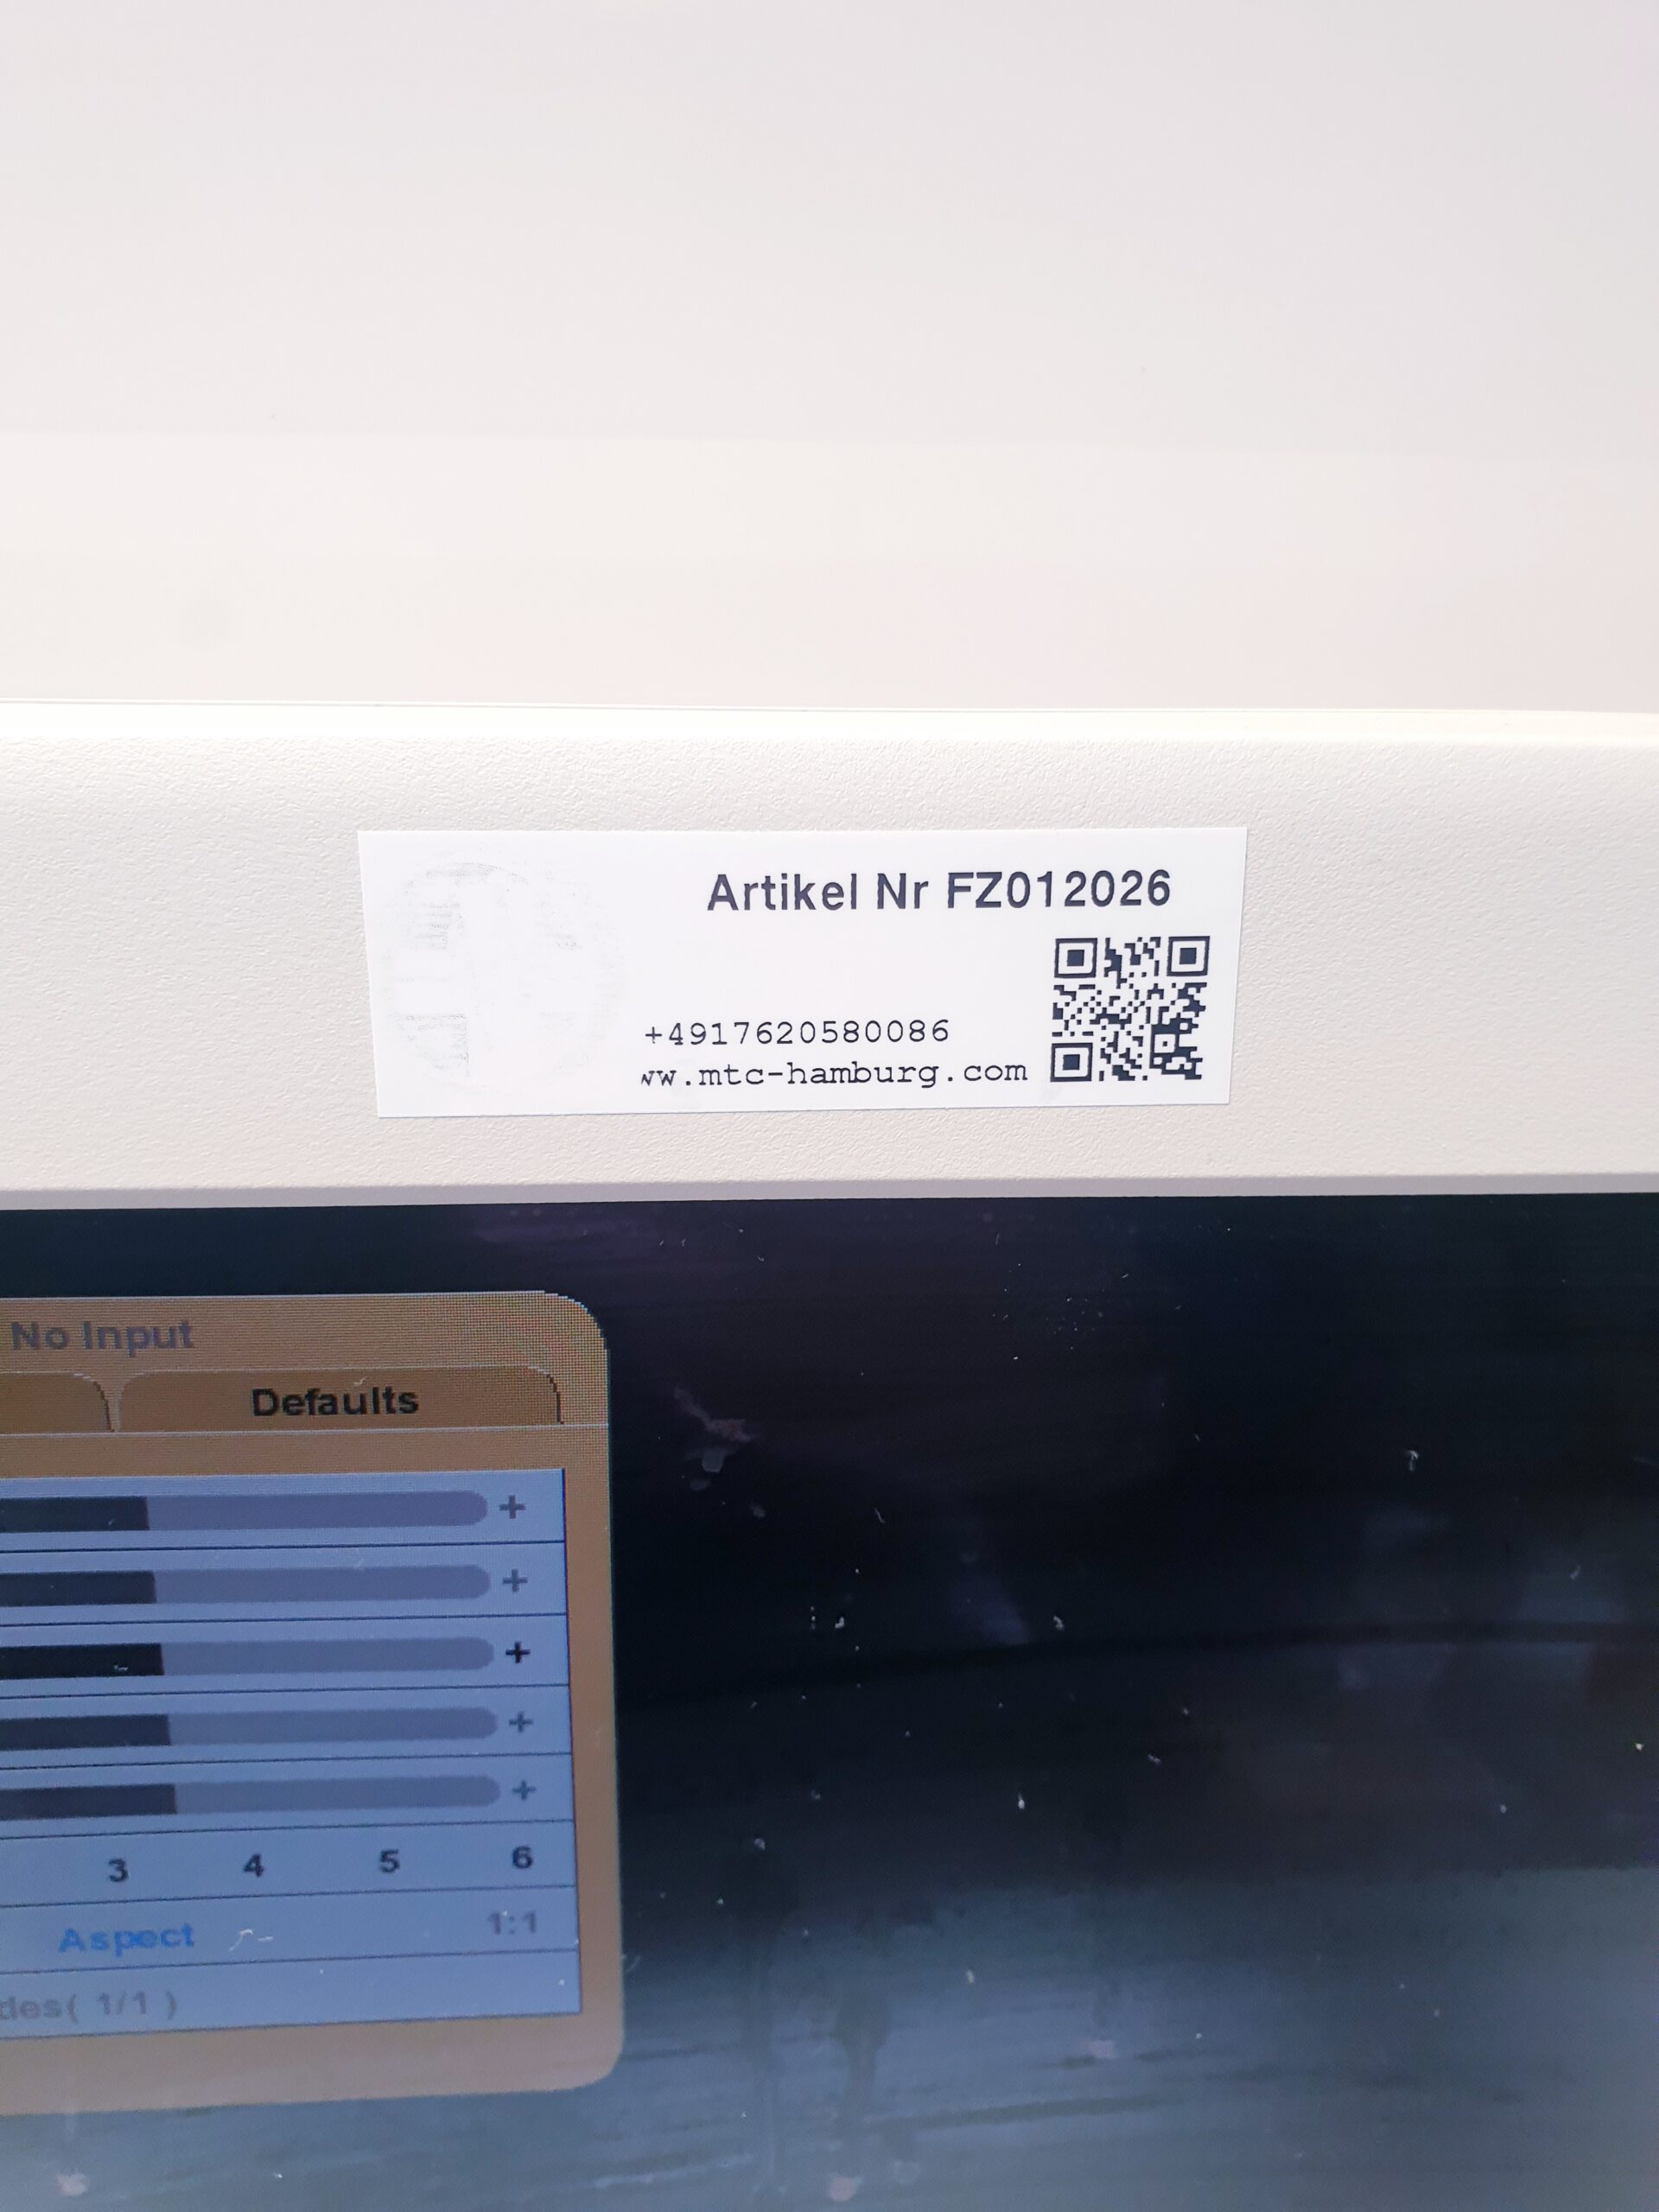 Artikel Nr FZ012026
+4917620580086
ww.mtc-hamburg.com
No Input
Defaults
+
+
+
+
+
3 4 5 6
Aspect 1:1
des( 1/1 )